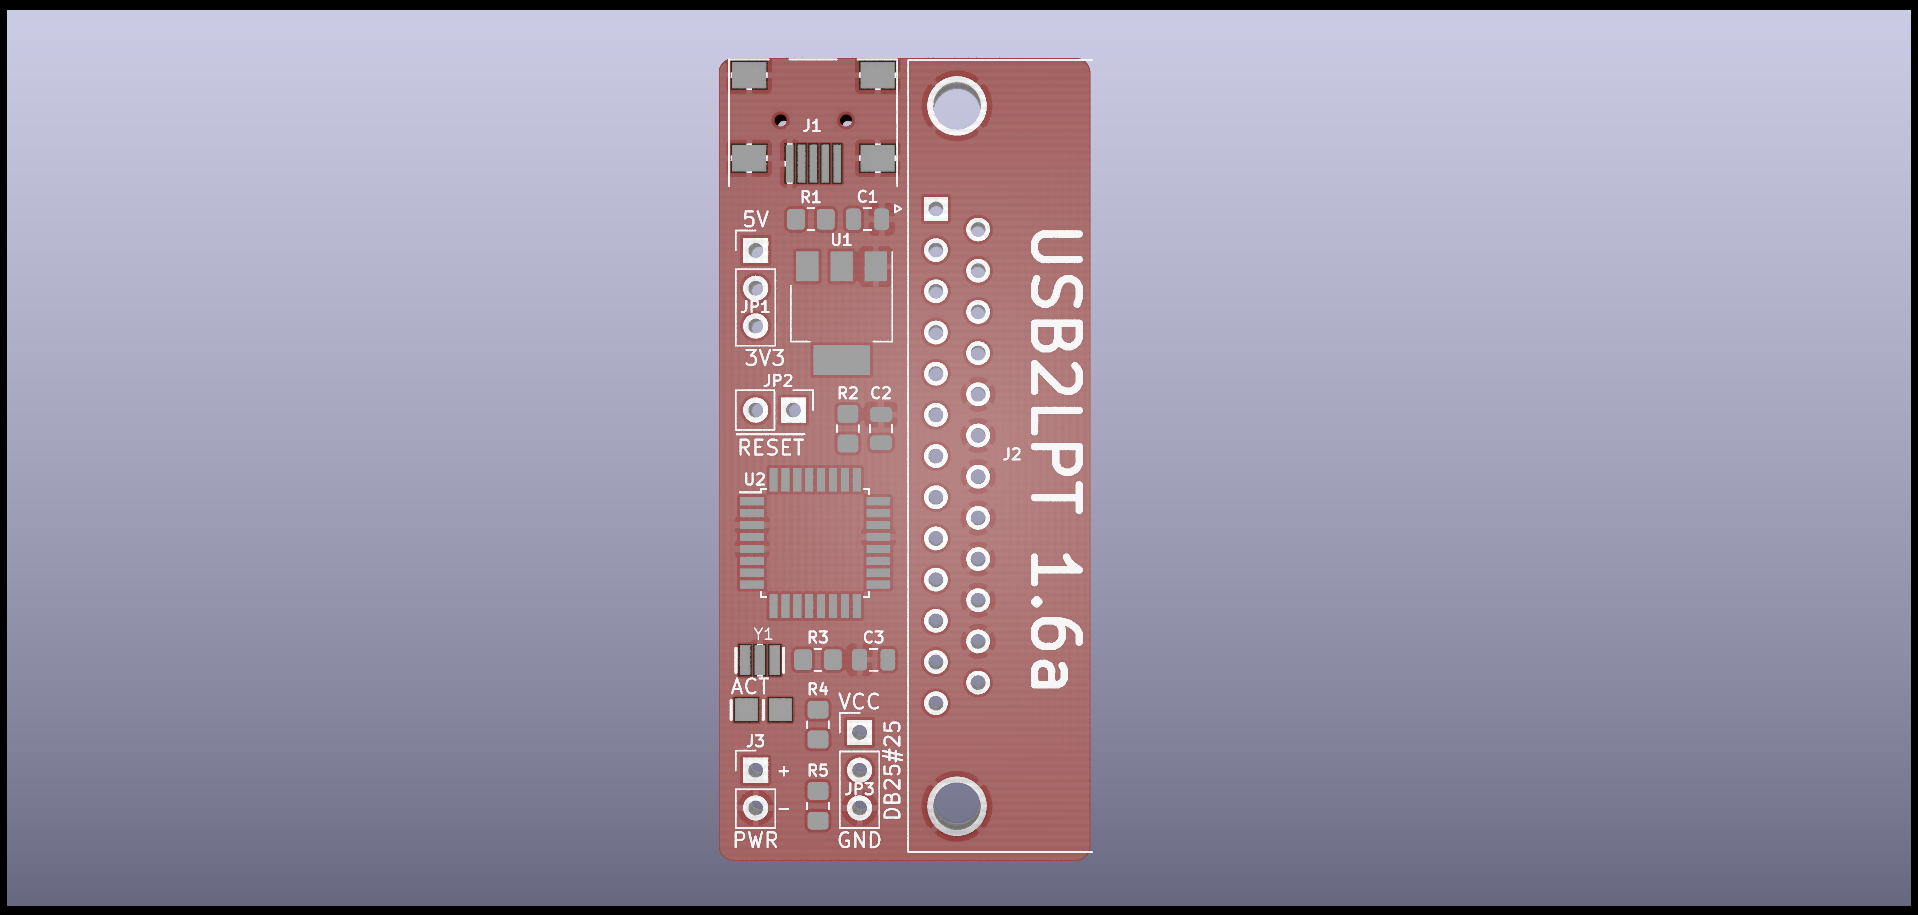 J1
R1
C1
5V
U1
JP1
3V3
JP2
R2
C2
RESET
J2
U2
USB2LPT 1.6a
Y1
R3
C3
ACT
R4
VCC
J3
+
DB25#25
R5
JP3
−
PWR
GND